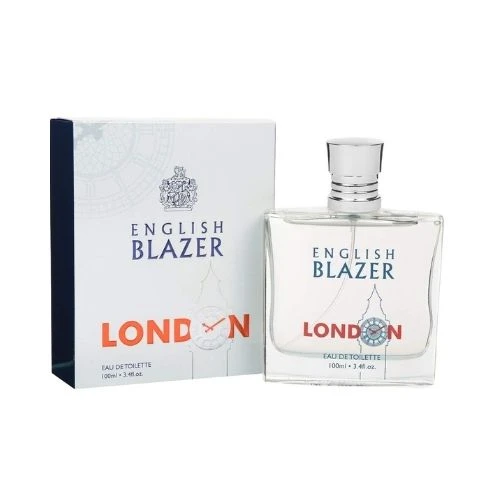 ENGLISH
BLAZER
LONDON
EAU DE TOILETTE
100ml • 3.4fl.oz.
ENGLISH
BLAZER
LONDON
EAU DE TOILETTE
100ml • 3.4fl.oz.